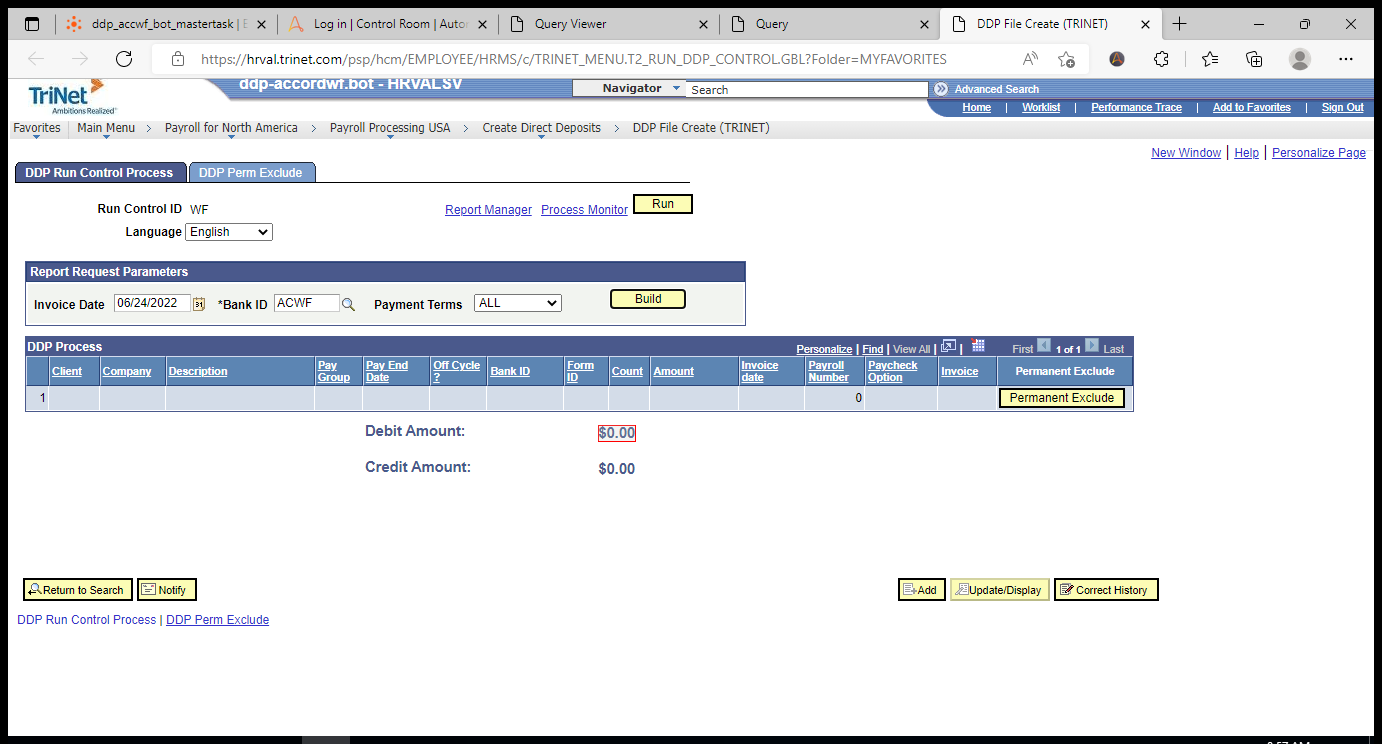 ddp_accwf_bot_mastertask | E
Log in | Control Room | Autor
Query Viewer
Query
DDP File Create (TRINET)
https://hrval.trinet.com/psp/hcm/EMPLOYEE/HRMS/c/TRINET_MENU.T2_RUN_DDP_CONTROL.GBL?Folder=MYFAVORITES
TriNet
Ambitions Realized
ddp-accordwf.bot - HRVALSV
Navigator
Search
Advanced Search
Home | Worklist | Performance Trace | Add to Favorites | Sign Out
Favorites Main Menu > Payroll for North America > Payroll Processing USA > Create Direct Deposits > DDP File Create (TRINET)
New Window | Help | Personalize Page
DDP Run Control Process DDP Perm Exclude
Run Control ID WF Report Manager Process Monitor Run
Language English
Report Request Parameters
Invoice Date 06/24/2022 31 *Bank ID ACWF Payment Terms ALL Build
DDP Process Personalize | Find | View All | | First 1 of 1 Last
Client Company Description Pay Group Pay End Date Off Cycle ? Bank ID Form ID Count Amount Invoice date Payroll Number Paycheck Option Invoice Permanent Exclude
1 0 Permanent Exclude
Debit Amount: $0.00
Credit Amount: $0.00
Return to Search Notify Add Update/Display Correct History
DDP Run Control Process | DDP Perm Exclude